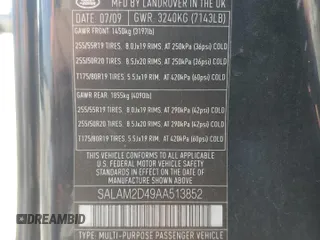 MANUFACTURED BY LANDROVER IN THE UK
DATE 07/09 GWR. 3240KG (7143LB)
GAWR FRONT: 1450kg (3197lb)
255/55R19 TIRES, 8.0Jx19 RIMS, AT 250kPa (36psi) COLD
255/50R20 TIRES, 8.5Jx20 RIMS, AT 250kPa (36psi) COLD
T175/80R19 TIRES, 5.5Jx19 RIMS, AT 420kPa (60psi) COLD
GAWR REAR: 1855kg (4090lb)
255/55R19 TIRES, 8.0Jx19 RIMS, AT 290kPa (42psi) COLD
255/50R20 TIRES, 8.5Jx20 RIMS, AT 290kPa (42psi) COLD
T175/80R19 TIRES, 5.5Jx19 RIMS, AT 420kPa (60psi) COLD
THIS VEHICLE CONFORMS TO ALL APPLICABLE
FEDERAL MOTOR VEHICLE SAFETY STANDARDS
IN EFFECT ON THE DATE OF MANUFACTURE
SHOWN ABOVE
SALAM2D49AA513852
TYPE: MULTI-PURPOSE PASSENGER VEHICLE